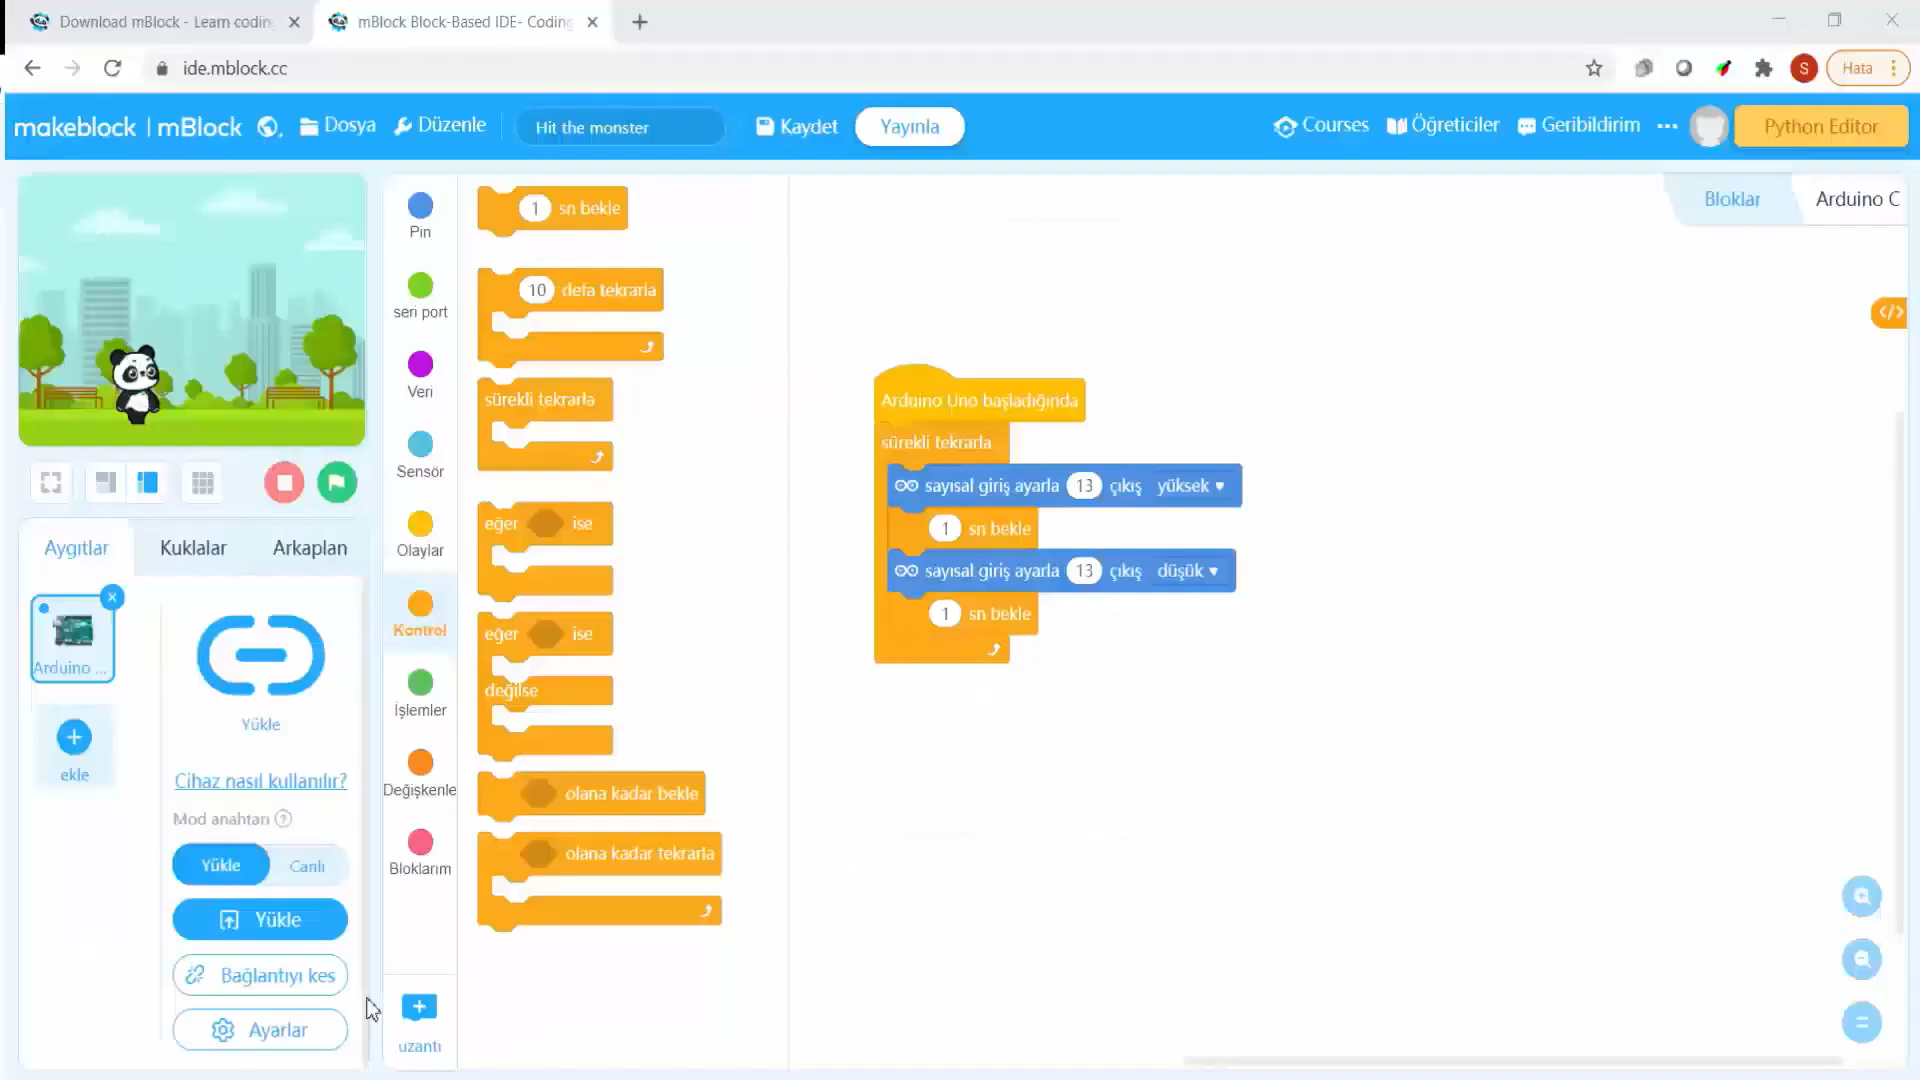 Download mBlock - Learn coding
mBlock Block-Based IDE- Coding
ide.mblock.cc
S
Hata
makeblock | mBlock
Dosya
Düzenle
Hit the monster
Kaydet
Yayınla
Courses
Öğreticiler
Geribildirim
Python Editor
Aygıtlar
Kuklalar
Arkaplan
Arduino ...
ekle
Yükle
Cihaz nasıl kullanılır?
Mod anahtarı ?
Yükle
Canlı
Yükle
Bağlantıyı kes
Ayarlar
Pin
seri port
Veri
Sensör
Olaylar
Kontrol
İşlemler
Değişkenle
Bloklarım
uzantı
1 sn bekle
10 defa tekrarla
sürekli tekrarla
eğer ise
eğer ise
değilse
olana kadar bekle
olana kadar tekrarla
Arduino Uno başladığında
sürekli tekrarla
sayısal giriş ayarla 13 çıkış yüksek
1 sn bekle
sayısal giriş ayarla 13 çıkış düşük
1 sn bekle
Bloklar
Arduino C